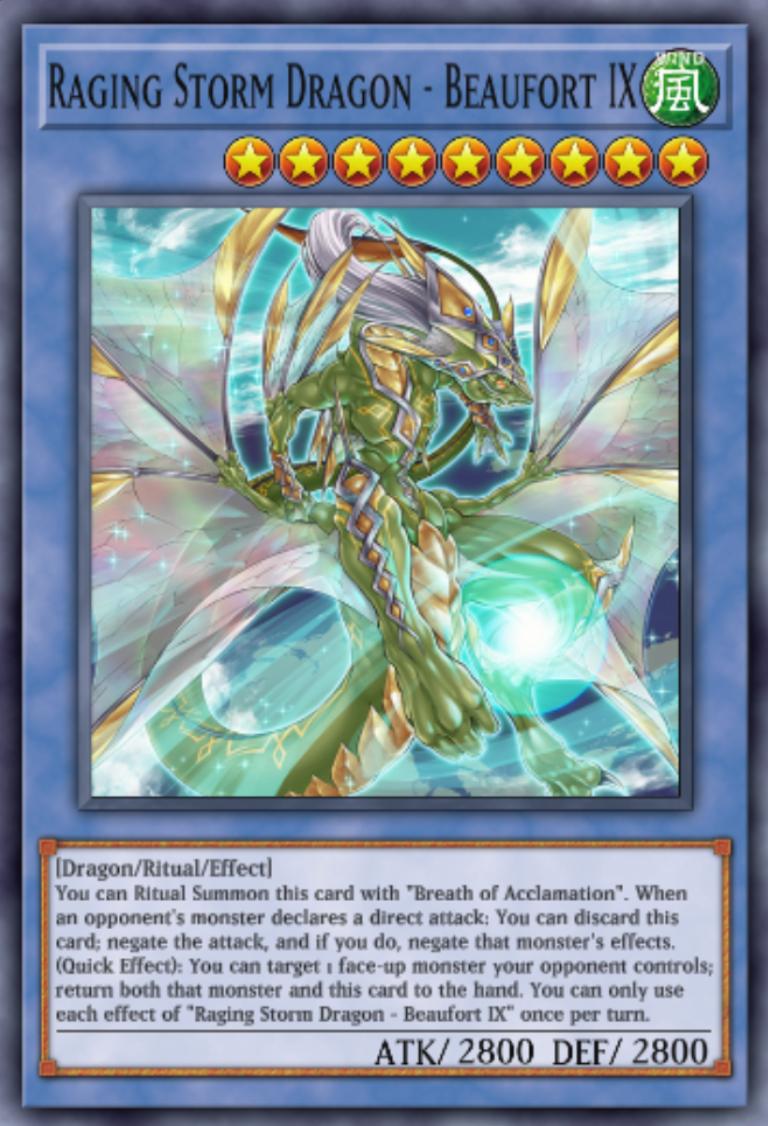 RAGING STORM DRAGON - BEAUFORT IX
WIND
風
[Dragon/Ritual/Effect]
You can Ritual Summon this card with "Breath of Acclamation". When
an opponent's monster declares a direct attack: You can discard this
card; negate the attack, and if you do, negate that monster's effects.
(Quick Effect): You can target 1 face-up monster your opponent controls;
return both that monster and this card to the hand. You can only use
each effect of "Raging Storm Dragon - Beaufort IX" once per turn.
ATK/ 2800 DEF/ 2800